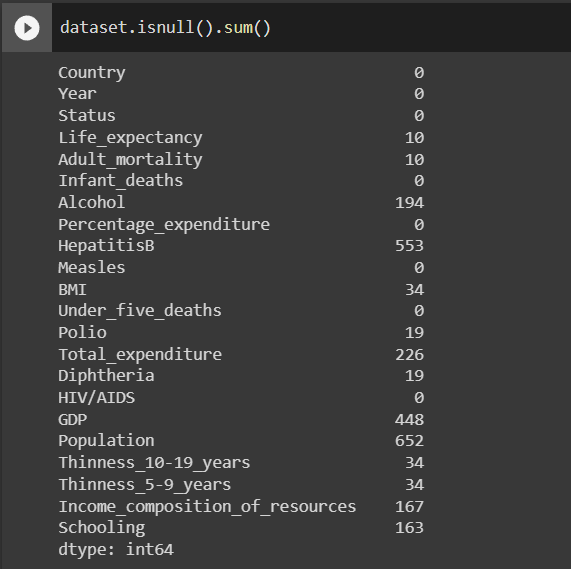 dataset.isnull().sum()
Country 0
Year 0
Status 0
Life_expectancy 10
Adult_mortality 10
Infant_deaths 0
Alcohol 194
Percentage_expenditure 0
HepatitisB 553
Measles 0
BMI 34
Under_five_deaths 0
Polio 19
Total_expenditure 226
Diphtheria 19
HIV/AIDS 0
GDP 448
Population 652
Thinness_10-19_years 34
Thinness_5-9_years 34
Income_composition_of_resources 167
Schooling 163
dtype: int64